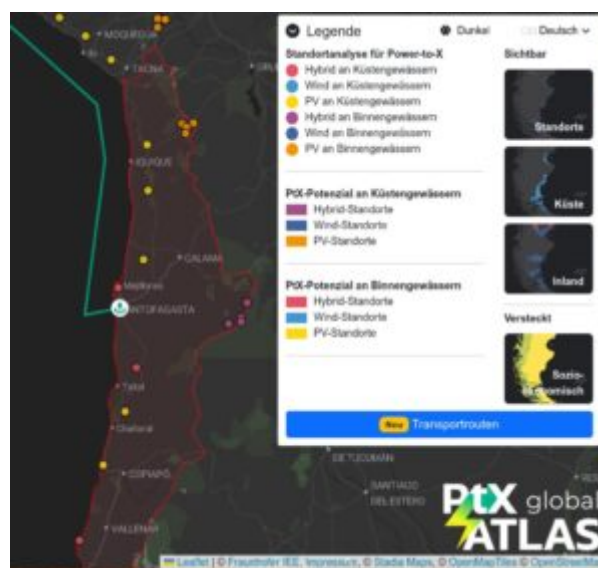 MOQUEGUA
Ilo
TACNA
IQUIQUE
CALAMA
Mejillones
ANTOFAGASTA
Taltal
Chañaral
COPIAPÓ
VALLENAR
Legende
Dunkel
Deutsch
Standortanalyse für Power-to-X
Hybrid an Küstengewässern
Wind an Küstengewässern
PV an Küstengewässern
Hybrid an Binnengewässern
Wind an Binnengewässern
PV an Binnengewässern
PtX-Potenzial an Küstengewässern
Hybrid-Standorte
Wind-Standorte
PV-Standorte
PtX-Potenzial an Binnengewässern
Hybrid-Standorte
Wind-Standorte
PV-Standorte
Sichtbar
Standorte
Küste
Inland
Versteckt
Sozio-
ökonomisch
Neu Transportrouten
DE TUCUMÁN
SANTIAGO
DEL ESTERO
PtX global
ATLAS
Leaflet | © Fraunhofer IEE, Impressum, © Stadia Maps, © OpenMapTiles © OpenStreetMa